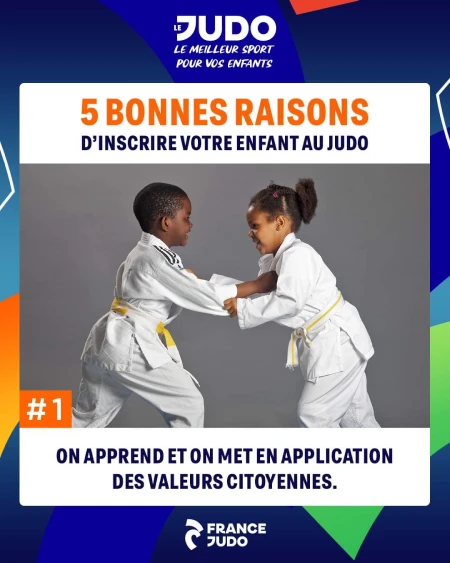 LE JUDO
LE MEILLEUR SPORT
POUR VOS ENFANTS
5 BONNES RAISONS
D'INSCRIRE VOTRE ENFANT AU JUDO
#1
ON APPREND ET ON MET EN APPLICATION
DES VALEURS CITOYENNES.
FRANCE
JUDO